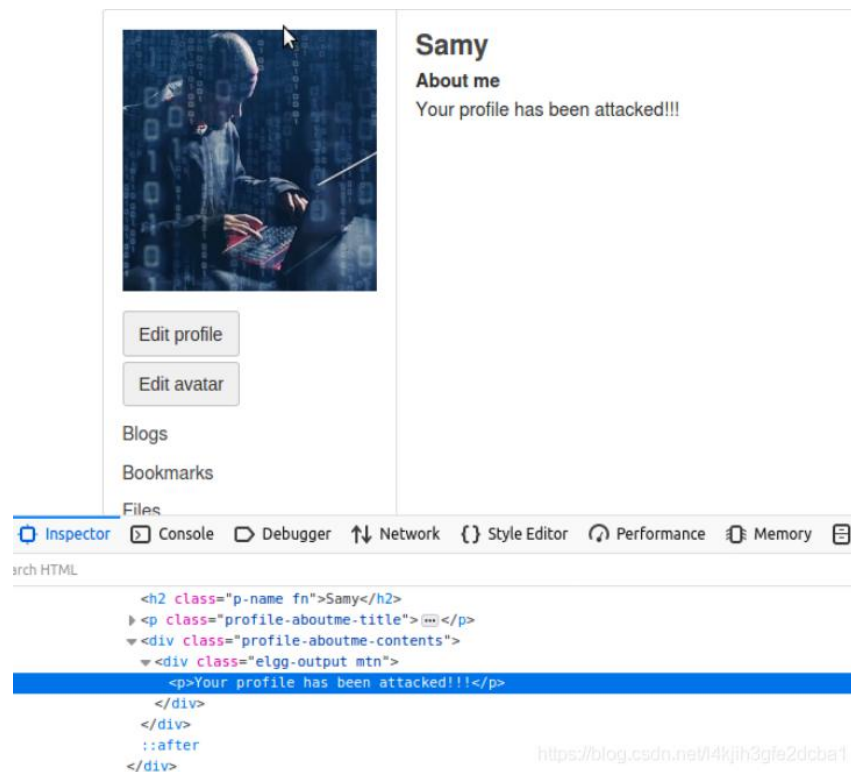 Samy
About me
Your profile has been attacked!!!
Edit profile
Edit avatar
Blogs
Bookmarks
Files
Inspector Console Debugger Network {} Style Editor Performance Memory
arch HTML
<h2 class="p-name fn">Samy</h2>
<p class="profile-aboutme-title">…</p>
<div class="profile-aboutme-contents">
<div class="elgg-output mtn">
<p>Your profile has been attacked!!!</p>
</div>
</div>
::after
</div>
https://blog.csdn.net/l4kjih3gfe2dcba1